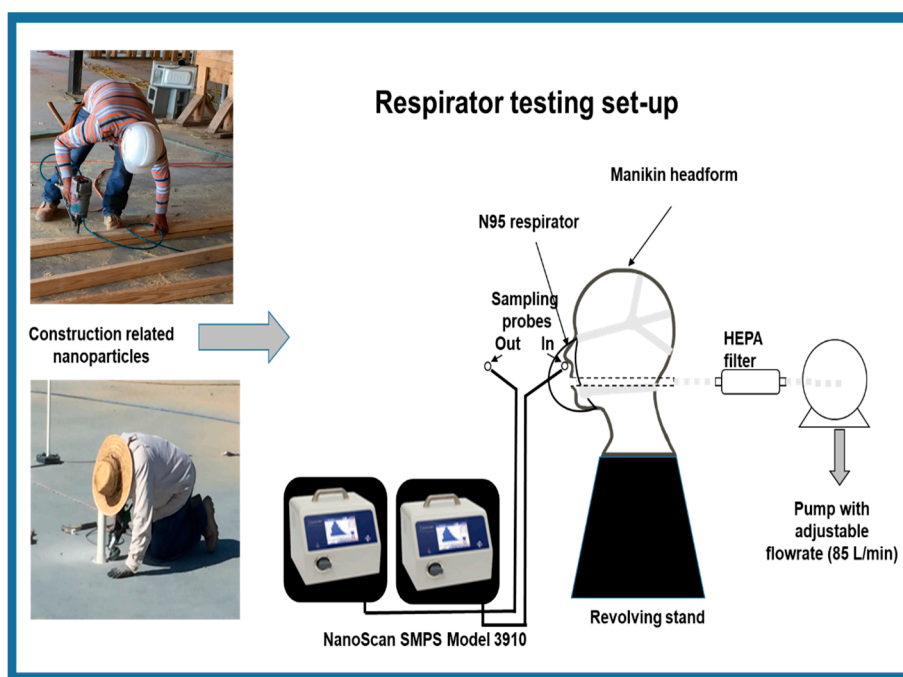 Respirator testing set-up
Manikin headform
N95 respirator
Sampling
probes
Out In
Construction related
nanoparticles
HEPA
filter
Pump with
adjustable
flowrate (85 L/min)
Revolving stand
NanoScan SMPS Model 3910